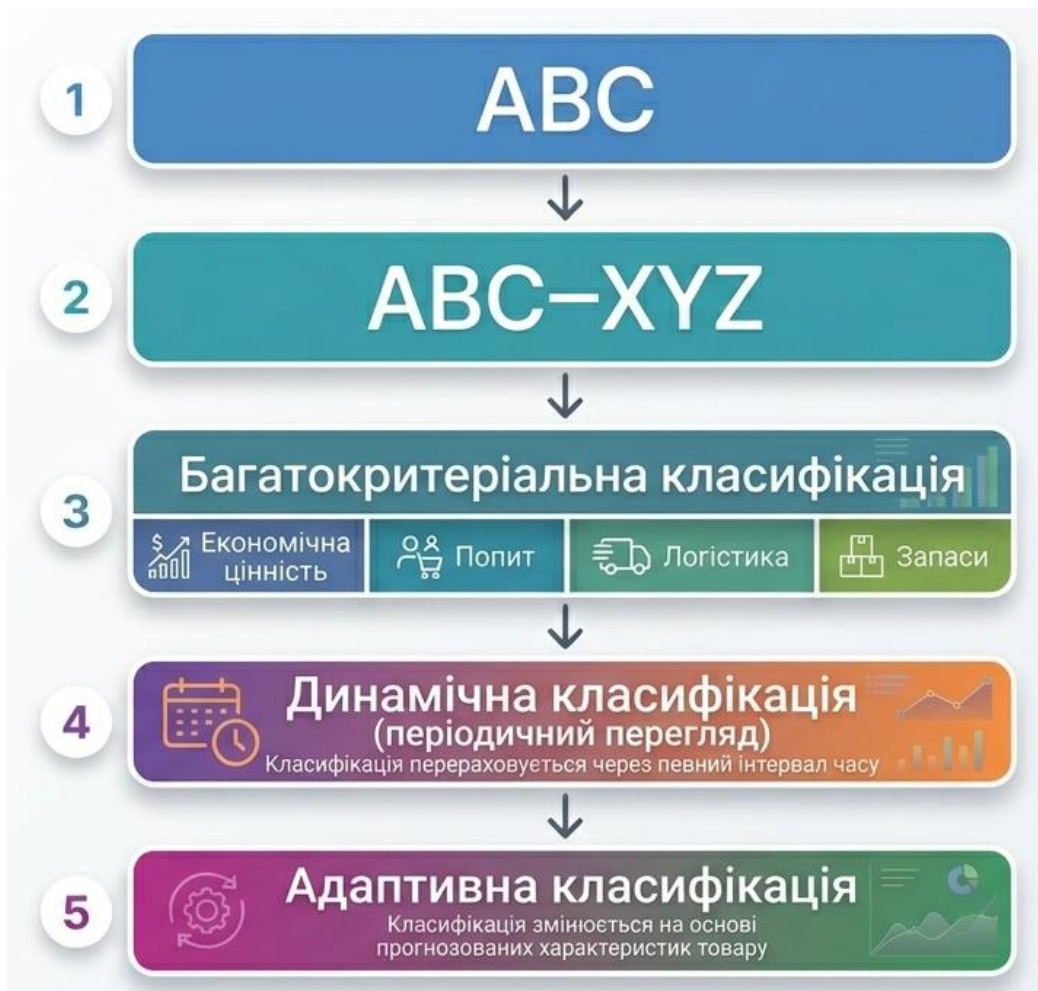 1
ABC
2
ABC–XYZ
3
Багатокритеріальна класифікація
Економічна
цінність
Попит
Логістика
Запаси
4
Динамічна класифікація
(періодичний перегляд)
Класифікація перераховується через певний інтервал часу
5
Адаптивна класифікація
Класифікація змінюється на основі
прогнозованих характеристик товару